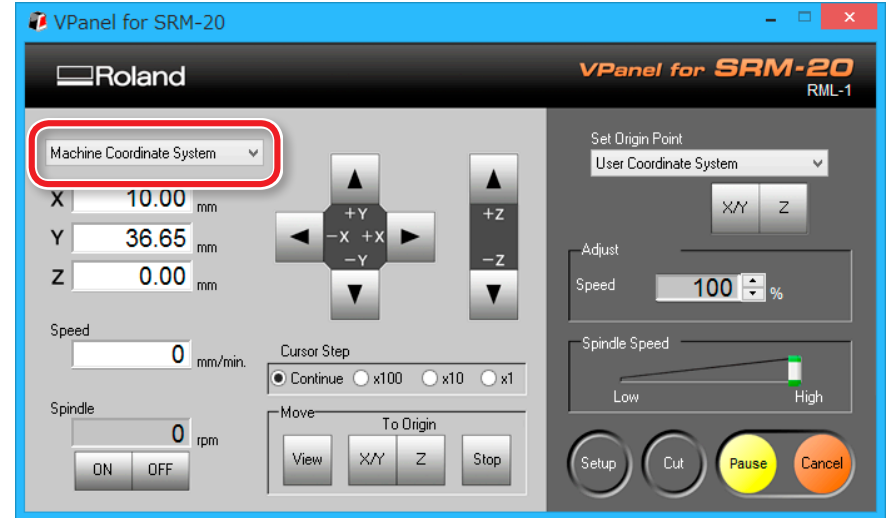 VPanel for SRM-20
Roland
VPanel for SRM-20
RML-1
Machine Coordinate System
X 10.00 mm
Y 36.65 mm
Z 0.00 mm
+Y
-X +X
-Y
+Z
-Z
Speed
0 mm/min.
Spindle
0 rpm
ON OFF
Cursor Step
Continue x100 x10 x1
Move
To Origin
View X/Y Z Stop
Set Origin Point
User Coordinate System
X/Y Z
Adjust
Speed 100 %
Spindle Speed
Low High
Setup Cut Pause Cancel